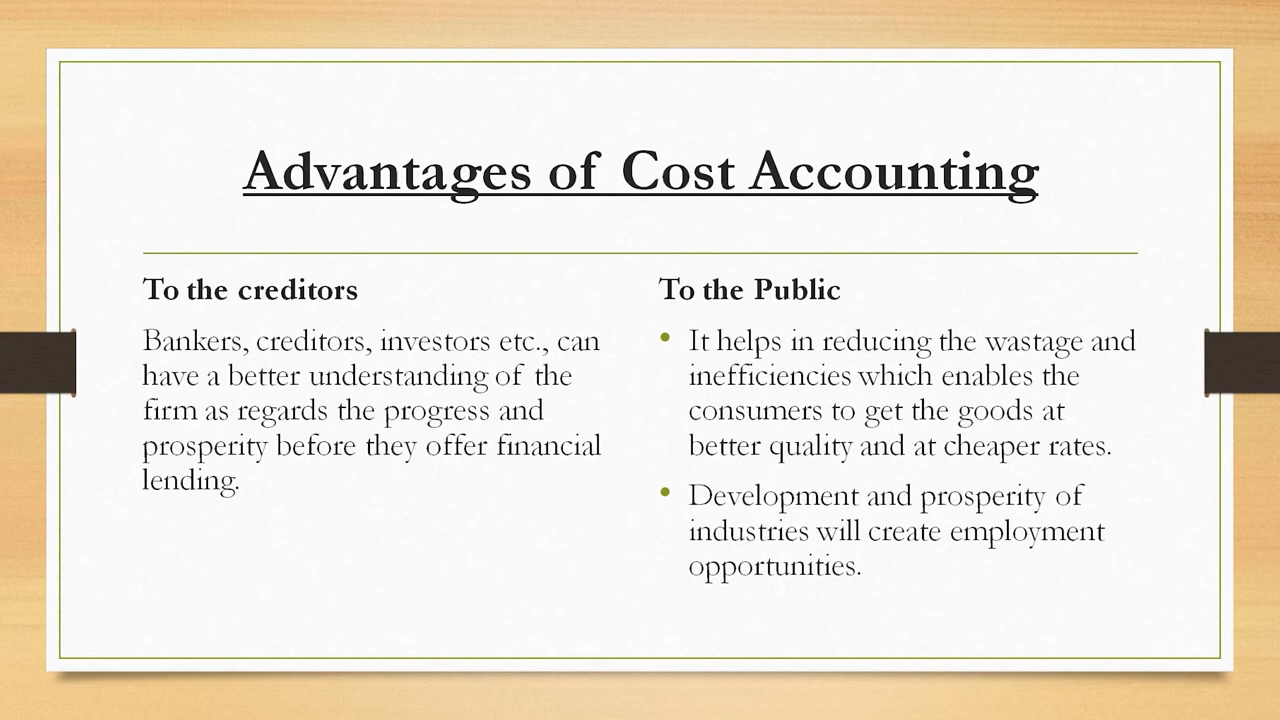 Advantages of Cost Accounting
To the creditors
Bankers, creditors, investors etc., can
have a better understanding of the
firm as regards the progress and
prosperity before they offer financial
lending.
To the Public
• It helps in reducing the wastage and
inefficiencies which enables the
consumers to get the goods at
better quality and at cheaper rates.
• Development and prosperity of
industries will create employment
opportunities.